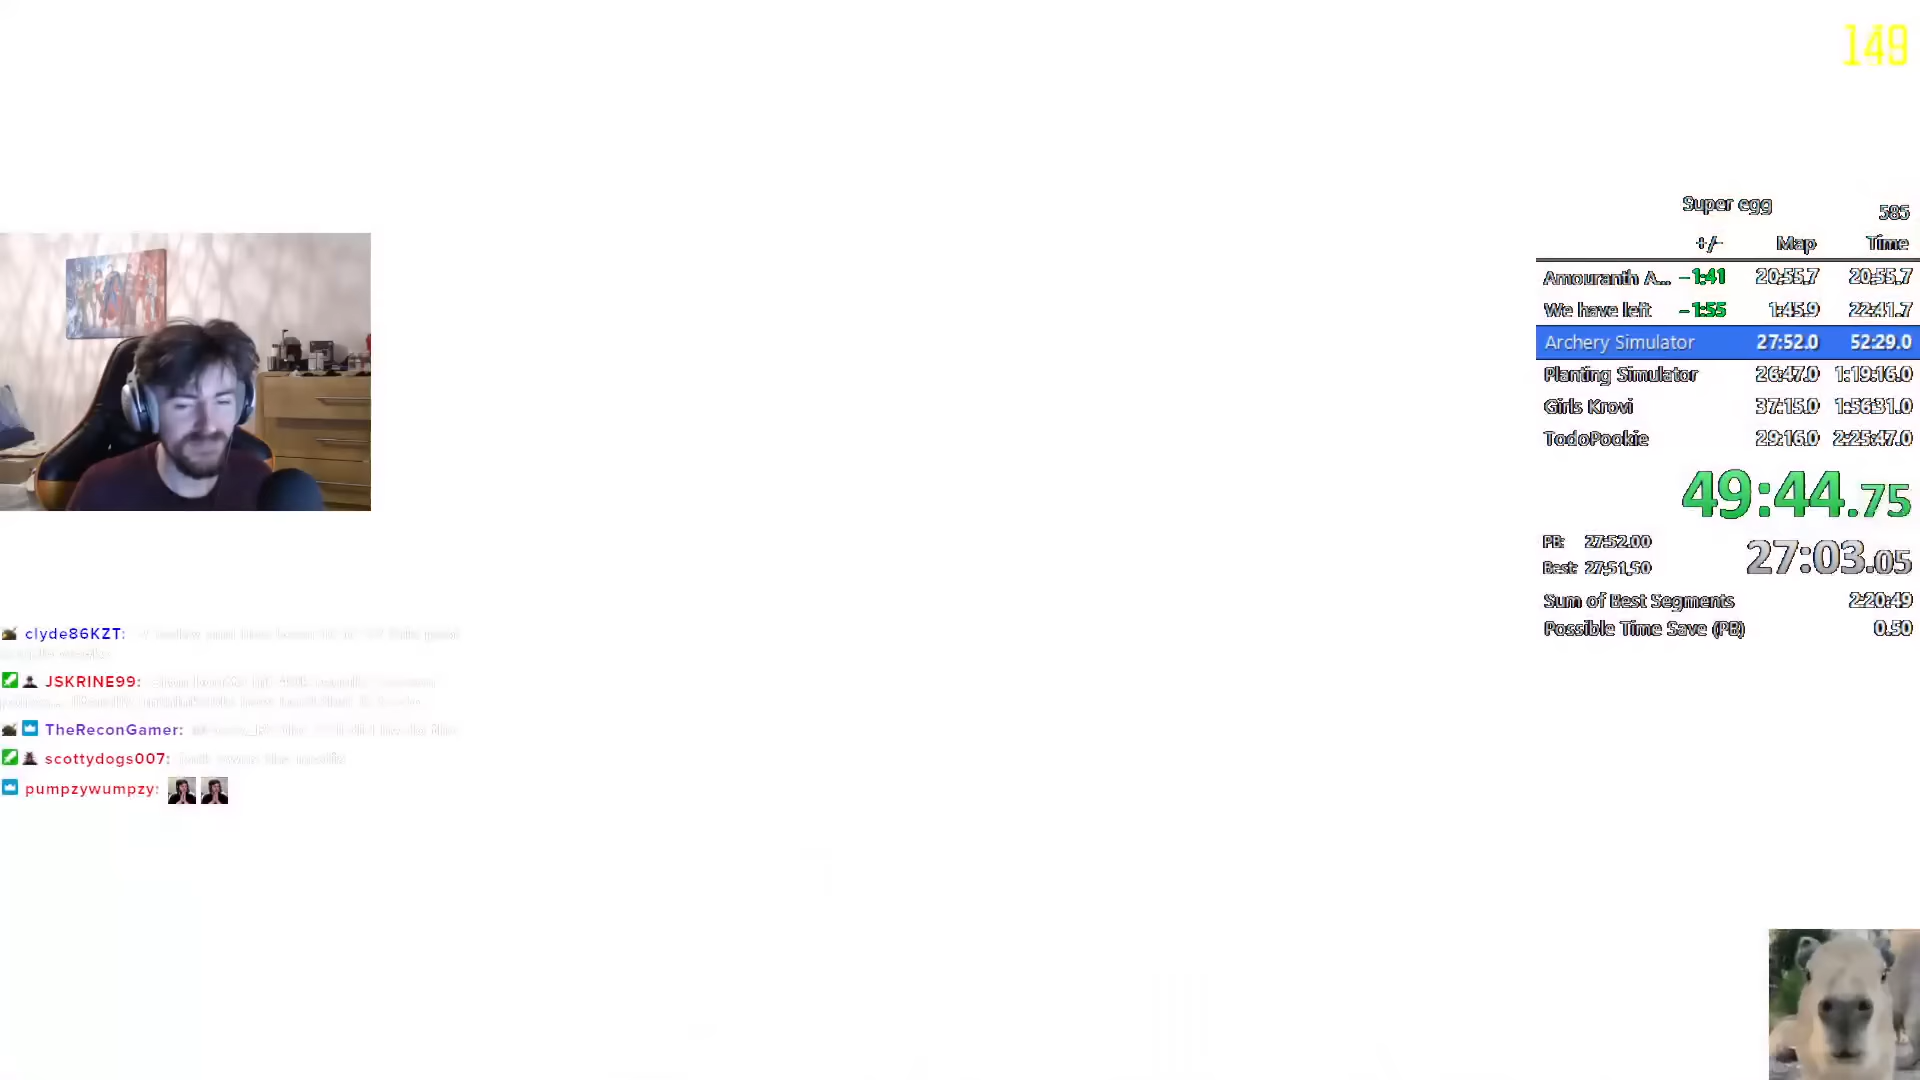 149
Super egg
585
+/- Map Time
Amouranth A... -1:41 20:55.7 20:55.7
We have left -1:55 1:45.9 22:41.7
Archery Simulator 27:52.0 52:29.0
Planting Simulator 26:47.0 1:19:16.0
Girls Krovi 37:15.0 1:56:31.0
TodoPookie 29:16.0 2:25:47.0
49:44.75
PB: 27:52.00
27:03.05
Best: 27:51.50
Sum of Best Segments 2:20:49
Possible Time Save (PB) 0.50
clyde86KZT:
JSKRINE99:
TheReconGamer:
scottydogs007:
pumpzywumpzy: